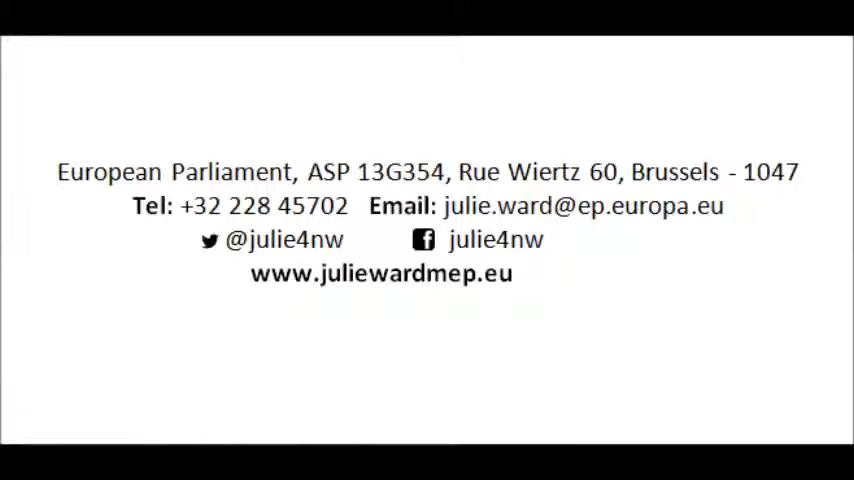 European Parliament, ASP 13G354, Rue Wiertz 60, Brussels - 1047
Tel: +32 228 45702 Email: julie.ward@ep.europa.eu
@julie4nw julie4nw
www.juliewardmep.eu